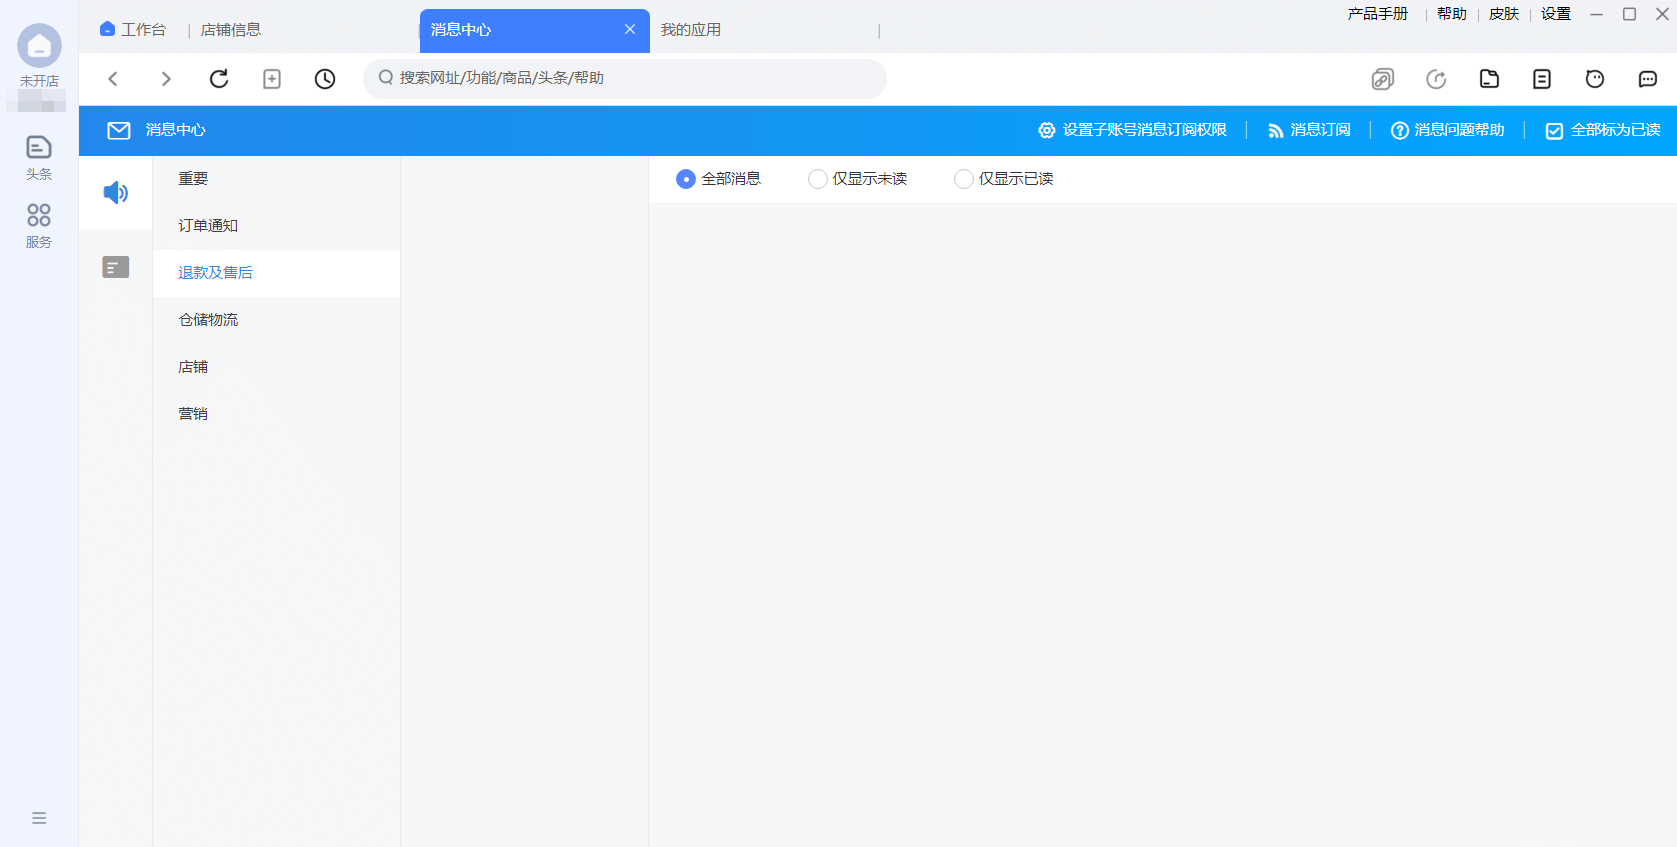 产品手册 帮助 皮肤 设置
工作台 店铺信息 消息中心 我的应用
未开店
搜索网址/功能/商品/头条/帮助
消息中心 设置子账号消息订阅权限 消息订阅 消息问题帮助 全部标为已读
头条
服务
重要
订单通知
退款及售后
仓储物流
店铺
营销
全部消息 仅显示未读 仅显示已读